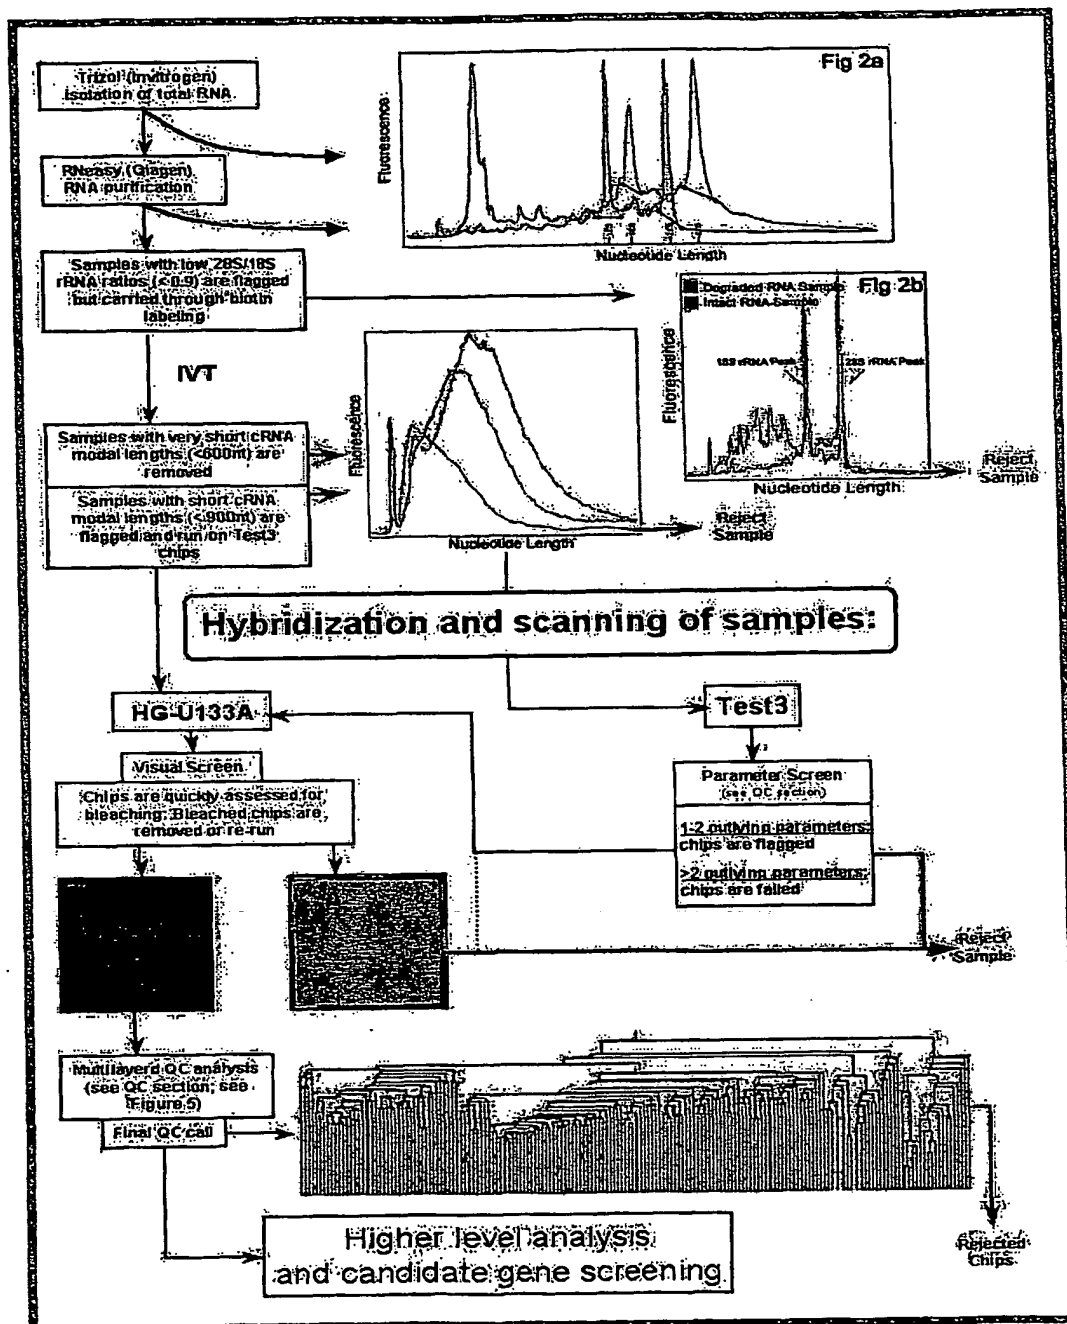 Trizol (Invitrogen)
isolation of total RNA
RNeasy (Qiagen)
RNA purification
Samples with low 28S/18S
rRNA ratios (< 0.9) are flagged
but carried through biotin
labeling
IVT
Samples with very short cRNA
modal lengths (<600nt) are
removed
Samples with short cRNA
modal lengths (<900nt) are
flagged and run on Test3
chips
Fig 2a
Fluorescence
Nucleotide Length
Fig 2b
Degraded RNA Sample
Intact RNA Sample
18S rRNA Peak
28S rRNA Peak
Fluorescence
Nucleotide Length
Reject
Sample
Fluorescence
Nucleotide Length
Reject
Sample
Hybridization and scanning of samples:
HG-U133A
Test3
Visual Screen
Chips are quickly assessed for
bleaching. Bleached chips are
removed or re-run
Parameter Screen
(see QC section)
1-2 outlying parameters:
chips are flagged
>2 outlying parameters:
chips are failed
Reject
Sample
Multilayerd QC analysis
(see QC section; see
Figure 5)
Final QC call
Rejected
Chips
Higher level analysis
and candidate gene screening